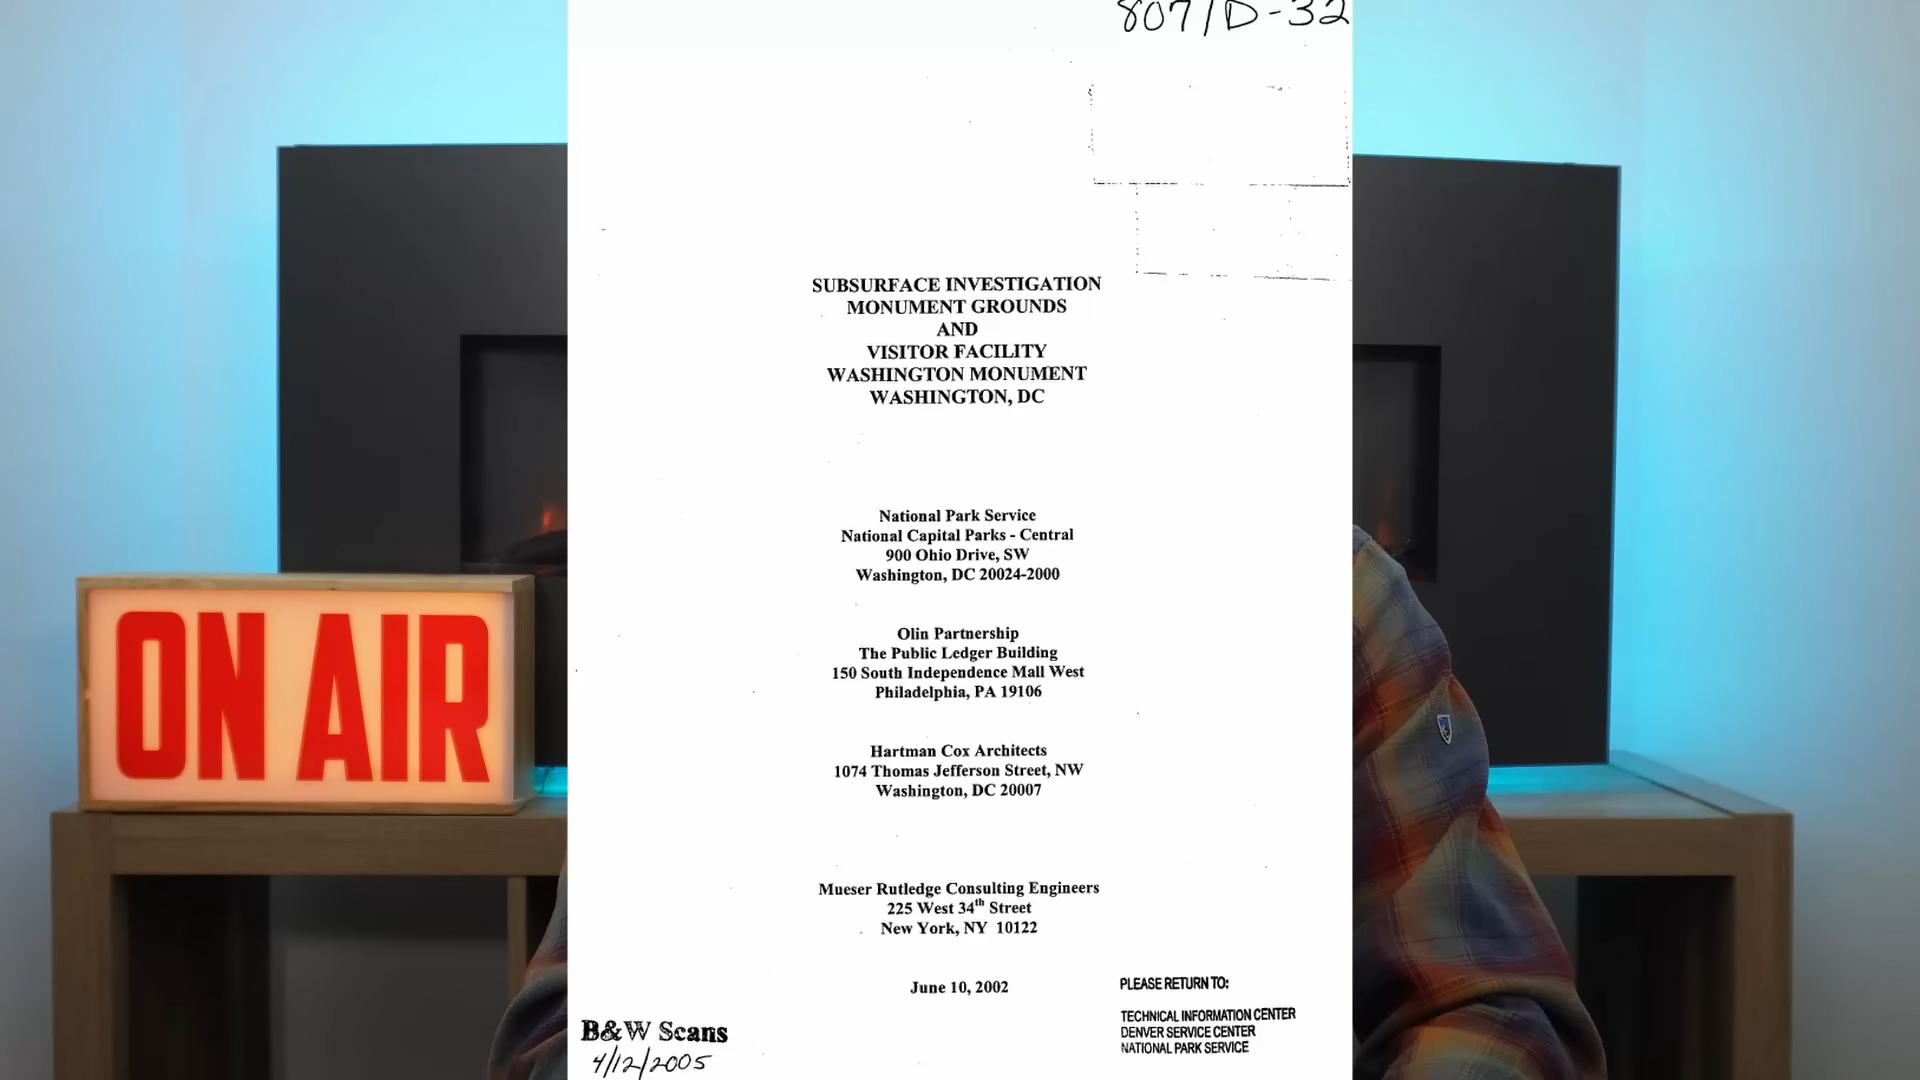 807/D-32
SUBSURFACE INVESTIGATION
MONUMENT GROUNDS
AND
VISITOR FACILITY
WASHINGTON MONUMENT
WASHINGTON, DC
National Park Service
National Capital Parks - Central
900 Ohio Drive, SW
Washington, DC 20024-2000
Olin Partnership
The Public Ledger Building
150 South Independence Mall West
Philadelphia, PA 19106
Hartman Cox Architects
1074 Thomas Jefferson Street, NW
Washington, DC 20007
Mueser Rutledge Consulting Engineers
225 West 34th Street
New York, NY 10122
June 10, 2002
PLEASE RETURN TO:
TECHNICAL INFORMATION CENTER
DENVER SERVICE CENTER
NATIONAL PARK SERVICE
B&W Scans
4/12/2005
ON AIR